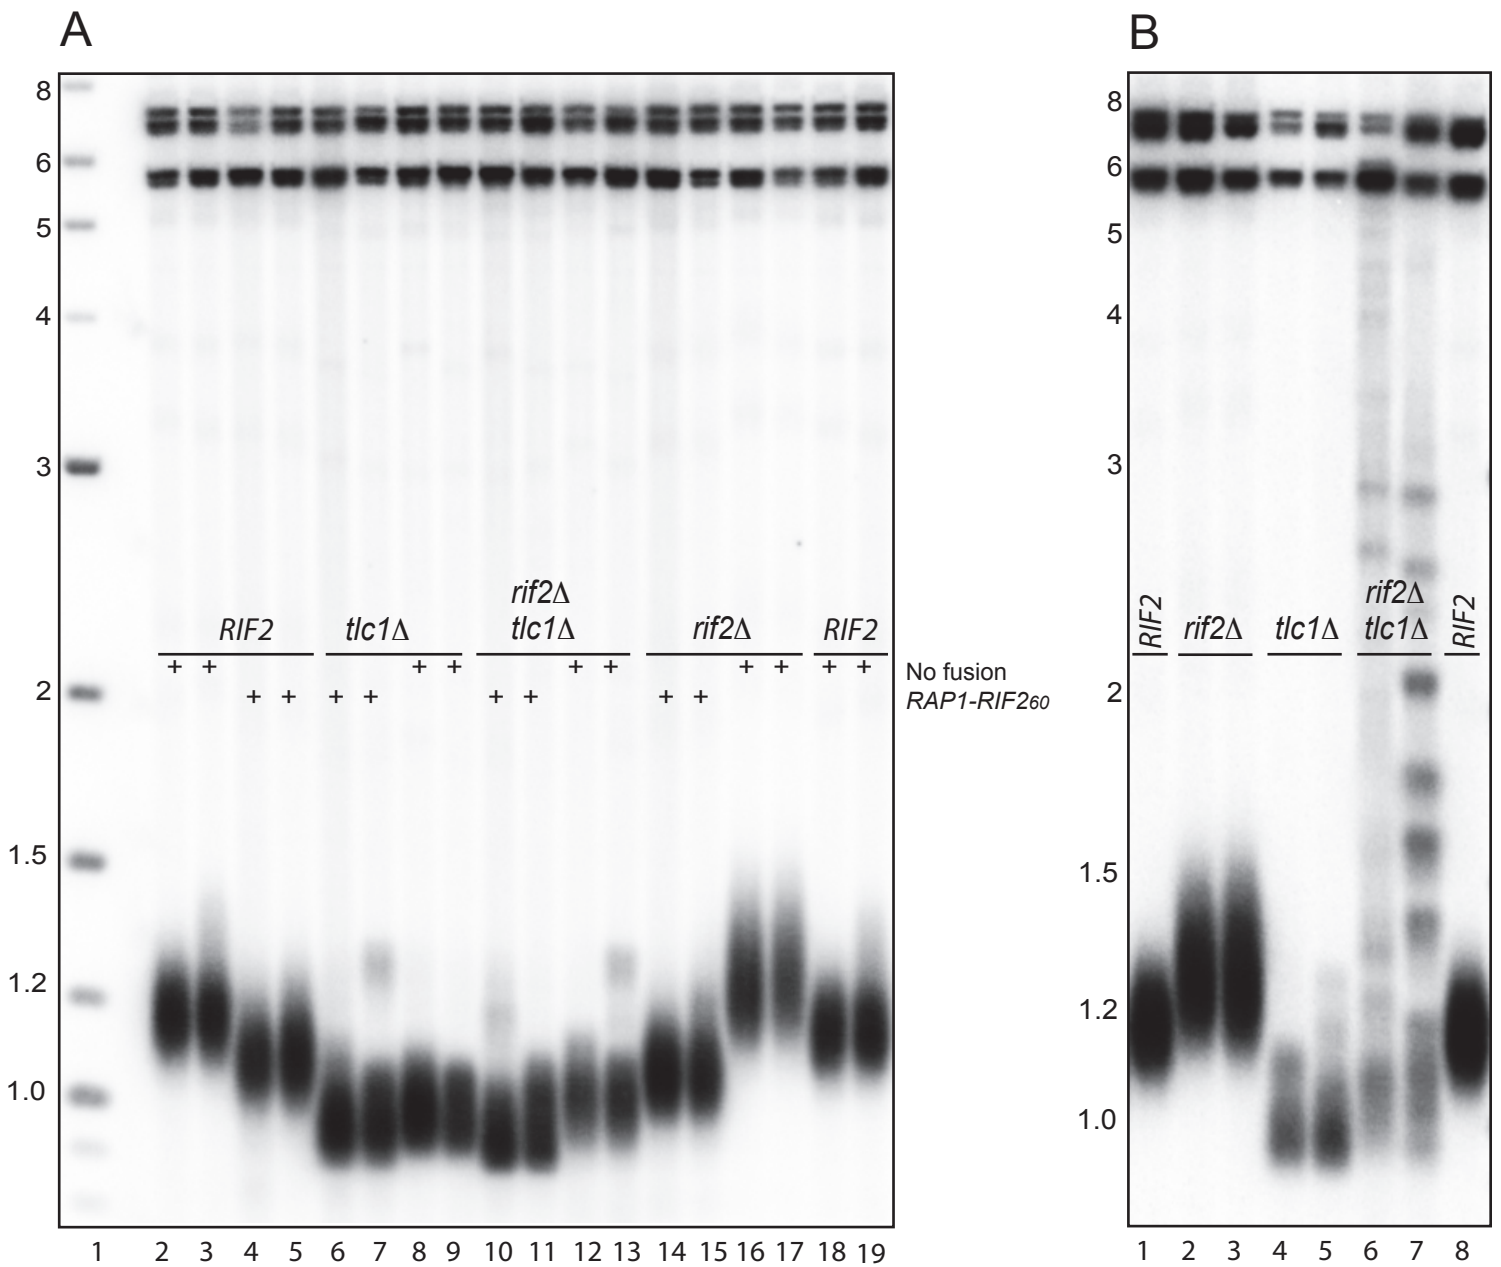 A
B
8
6
5
4
3
2
1.5
1.2
1.0
rif2Δ
RIF2 tlc1Δ tlc1Δ rif2Δ RIF2
+ + + + + + + + + + No fusion
+ + + + + + + + RAP1-RIF260
1 2 3 4 5 6 7 8 9 10 11 12 13 14 15 16 17 18 19
8
6
5
4
3
2
1.5
1.2
1.0
rif2Δ
RIF2 rif2Δ tlc1Δ tlc1Δ RIF2
1 2 3 4 5 6 7 8